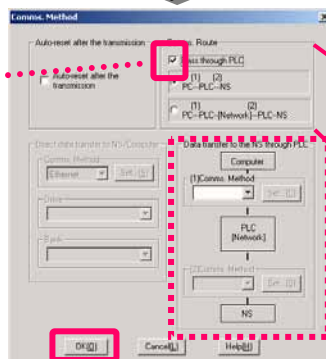 Comms. Method
Auto-reset after the transmission
Auto-reset after the
transmission
Comms. Route
Pass through PLC
(1) (2)
PC--PLC--NS
(1) (2)
PC--PLC-[Network]--PLC-NS
Direct data transfer to NS/Computer
Comms. Method
Ethernet
Set..(S)
Drive
Bank
Data transfer to the NS through PLC
Computer
(1)Comms. Method
PLC
[Network]
(2)Comms. Method
NS
OK(O)
Cancel(L)
Help(H)